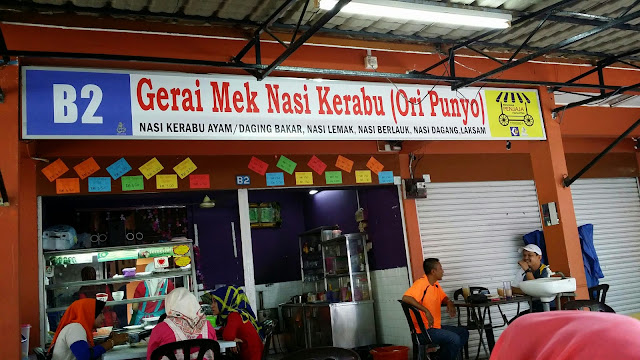 B2
Gerai Mek Nasi Kerabu (Ori Punyo)
NASI KERABU AYAM/DAGING BAKAR, NASI LEMAK, NASI BERLAUK, NASI DAGANG,LAKSAM
PENJAJA
B2